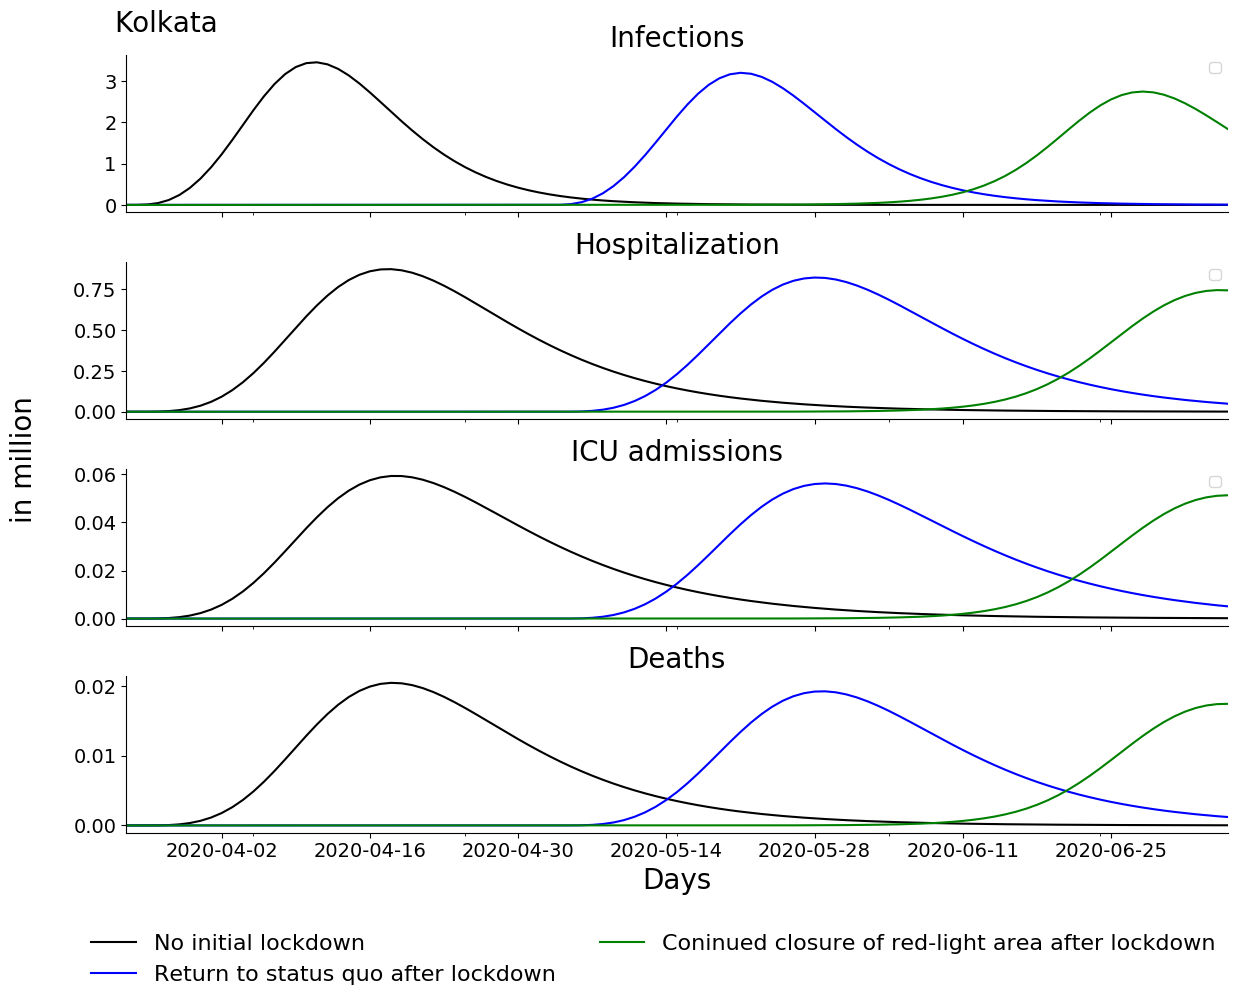 Kolkata
Infections
3
2
1
0
Hospitalization
0.75
0.50
0.25
0.00
ICU admissions
0.06
0.04
0.02
0.00
in million
Deaths
0.02
0.01
0.00
2020-04-02 2020-04-16 2020-04-30 2020-05-14 2020-05-28 2020-06-11 2020-06-25
Days
No initial lockdown
Return to status quo after lockdown
Coninued closure of red-light area after lockdown